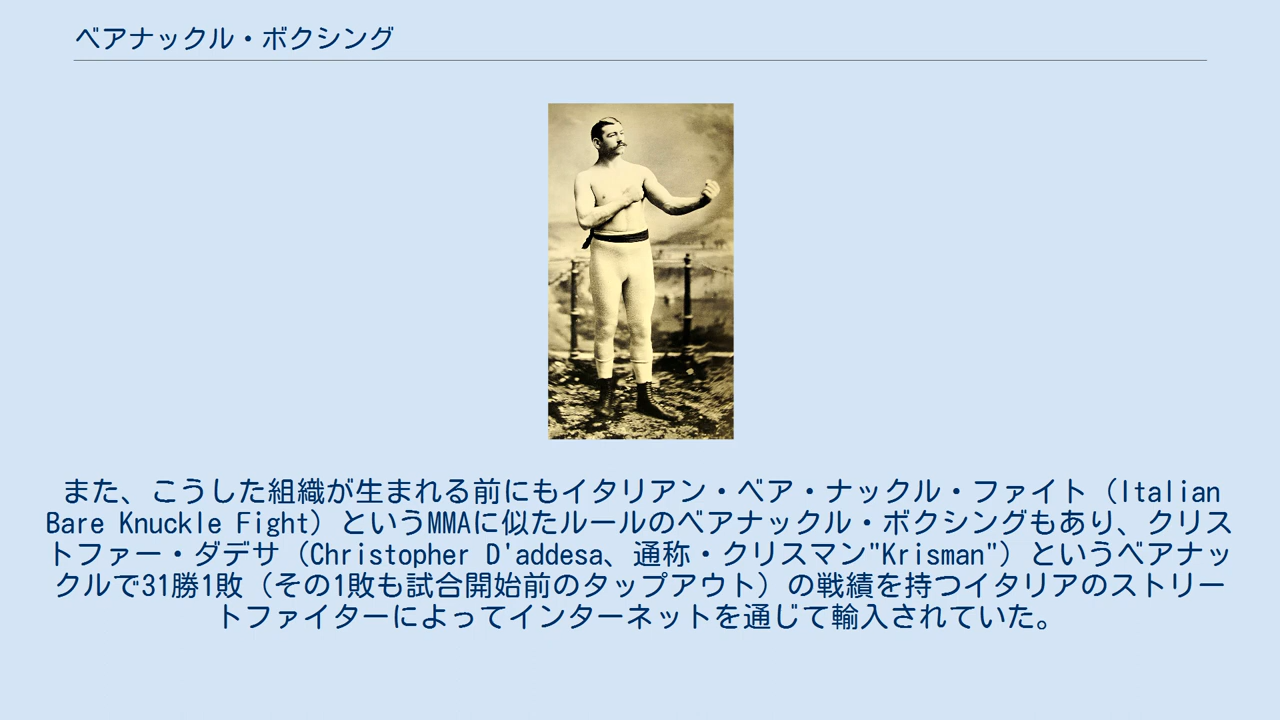 ベアナックル・ボクシング
また、こうした組織が生まれる前にもイタリアン・ベア・ナックル・ファイト（Italian
Bare Knuckle Fight）というMMAに似たルールのベアナックル・ボクシングもあり、クリス
トファー・ダデサ（Christopher D'addesa、通称・クリスマン"Krisman"）というベアナッ
クルで31勝1敗（その1敗も試合開始前のタップアウト）の戦績を持つイタリアのストリー
トファイターによってインターネットを通じて輸入されていた。